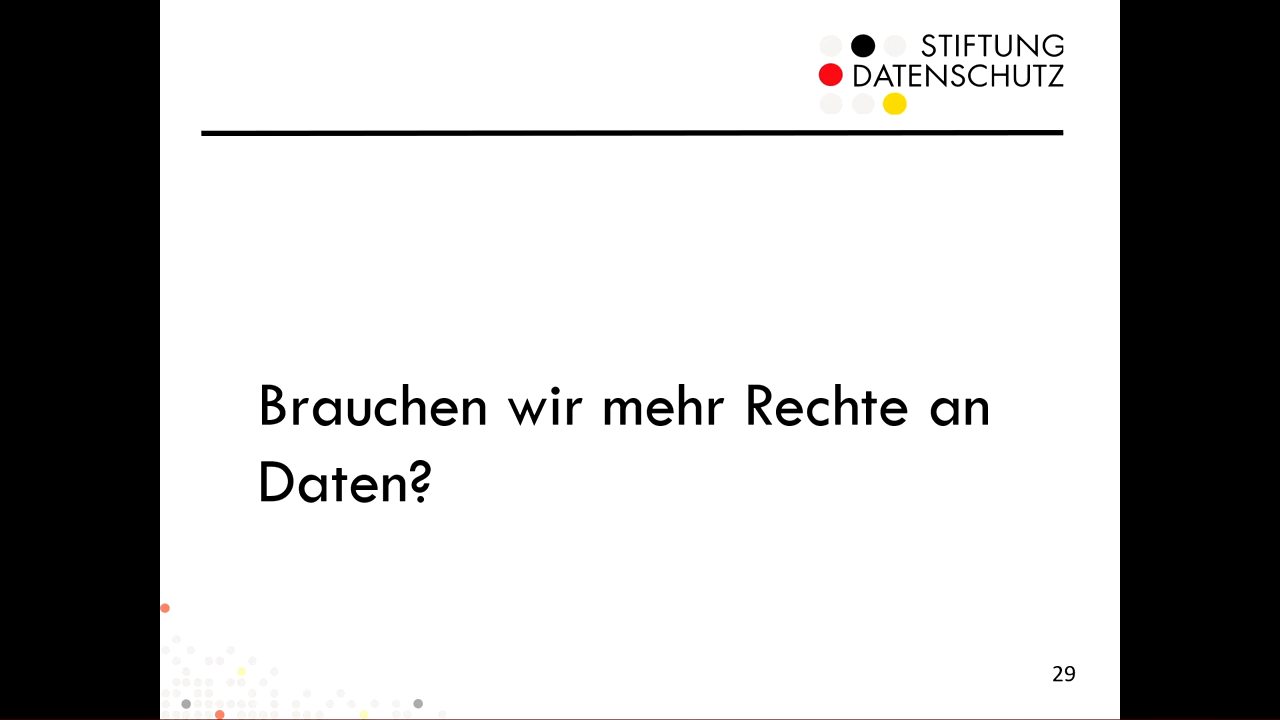 STIFTUNG
DATENSCHUTZ
Brauchen wir mehr Rechte an
Daten?
29